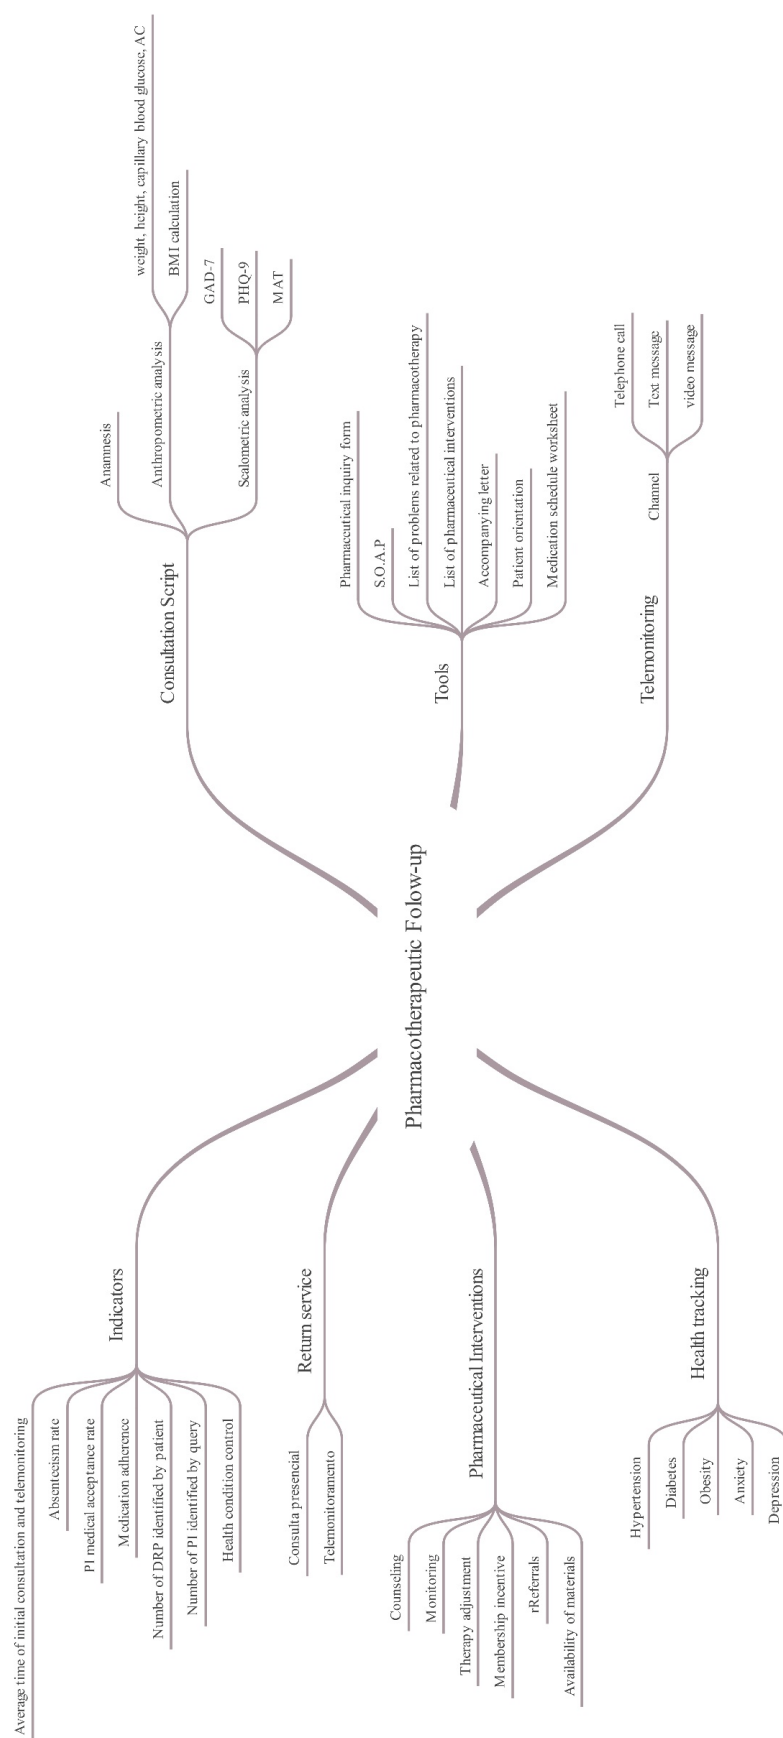 Pharmacotherapeutic Folow-up
Indicators
Average time of initial consultation and telemonitoring
Absenteeism rate
PI medical acceptance rate
Medication adherence
Number of DRP identified by patient
Number of PI identified by query
Health condition control
Return service
Consulta presencial
Telemonitoramento
Pharmaceutical Interventions
Counseling
Monitoring
Therapy adjustment
Membership incentive
rReferrals
Availability of materials
Health tracking
Hypertension
Diabetes
Obesity
Anxiety
Depression
Consultation Script
Anamnesis
Anthropometric analysis
weight, height, capillary blood glucose, AC
BMI calculation
Scalometric analysis
GAD-7
PHQ-9
MAT
Tools
Pharmaceutical inquiry form
S.O.A.P
List of problems related to pharmacotherapy
List of pharmaceutical interventions
Accompanying letter
Patient orientation
Medication schedule worksheet
Telemonitoring
Channel
Telephone call
Text message
video message